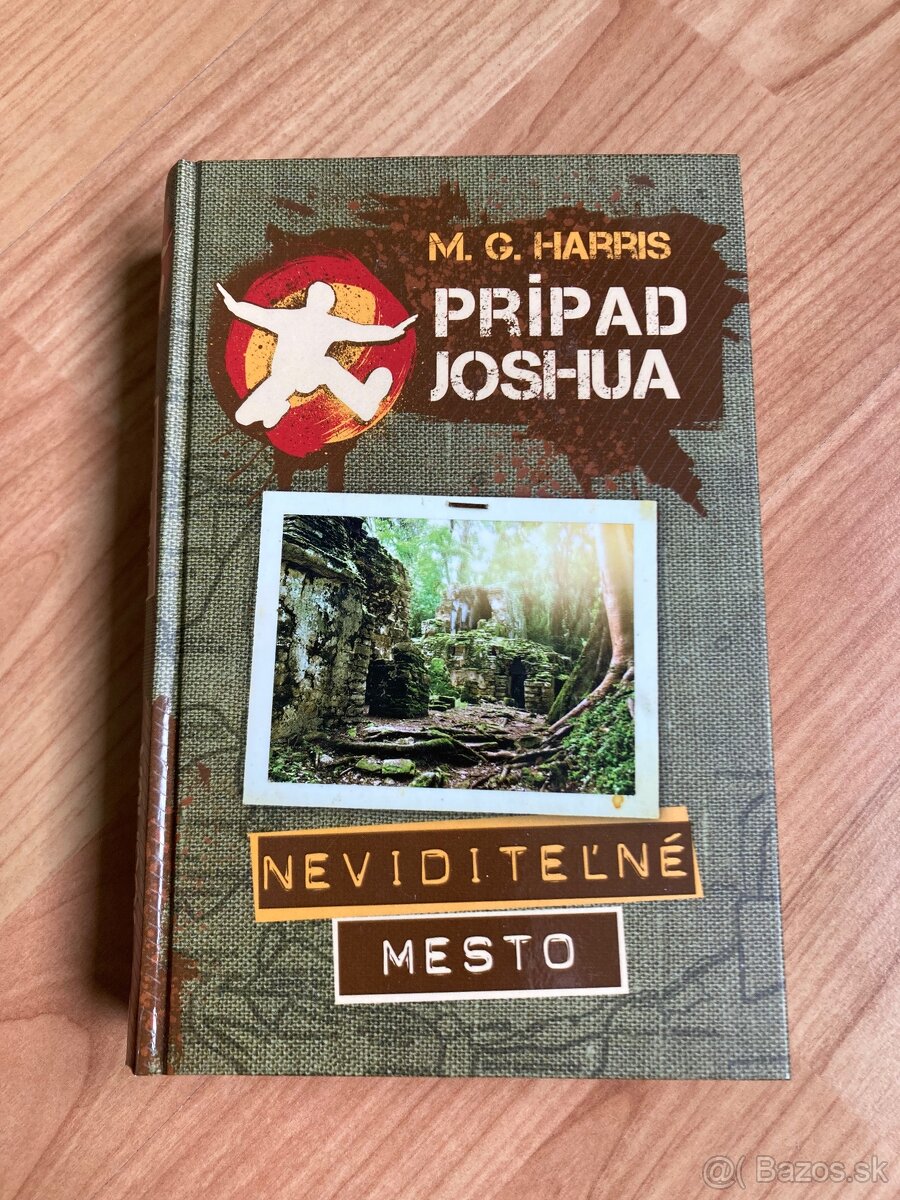 M. G. HARRIS
PRÍPAD
JOSHUA
NEVIDITEĽNÉ
MESTO
@( Bazos.sk